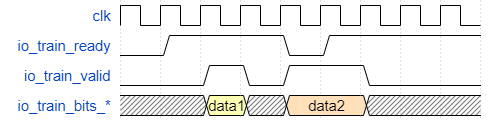 clk
io_train_ready
io_train_valid
io_train_bits_* data1 data2